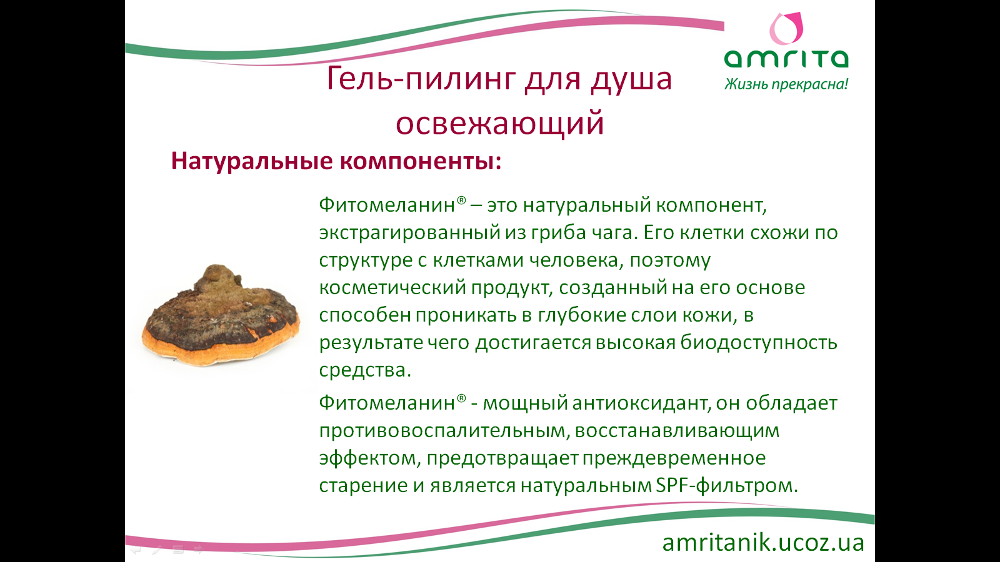 amrita
Жизнь прекрасна!
Гель-пилинг для душа
освежающий
Натуральные компоненты:
Фитомеланин® – это натуральный компонент,
экстрагированный из гриба чага. Его клетки схожи по
структуре с клетками человека, поэтому
косметический продукт, созданный на его основе
способен проникать в глубокие слои кожи, в
результате чего достигается высокая биодоступность
средства.
Фитомеланин® - мощный антиоксидант, он обладает
противовоспалительным, восстанавливающим
эффектом, предотвращает преждевременное
старение и является натуральным SPF-фильтром.
amritanik.ucoz.ua